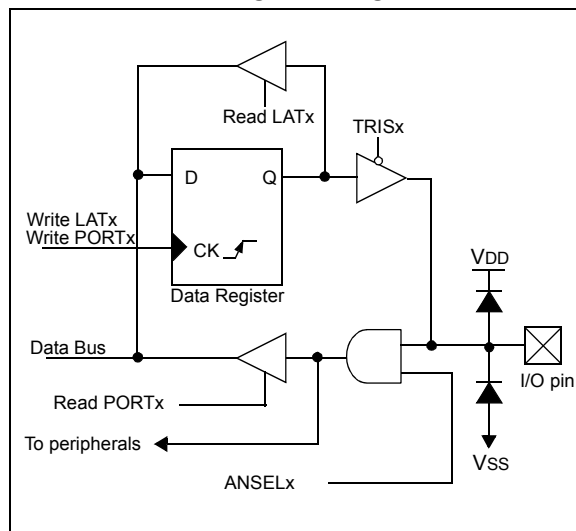 Read LATx
TRISx
D Q
Write LATx
Write PORTx
CK
VDD
Data Register
Data Bus
I/O pin
Read PORTx
To peripherals
VSS
ANSELx